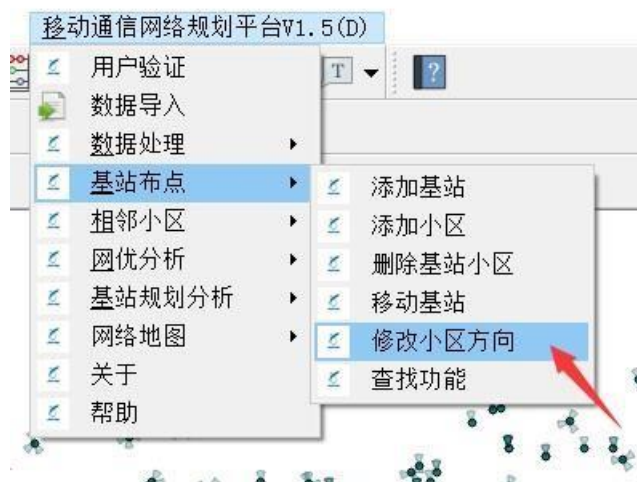 移动通信网络规划平台V1.5(D)
用户验证
T
?
数据导入
数据处理
基站布点
添加基站
相邻小区
添加小区
网优分析
删除基站小区
基站规划分析
移动基站
网络地图
修改小区方向
关于
查找功能
帮助